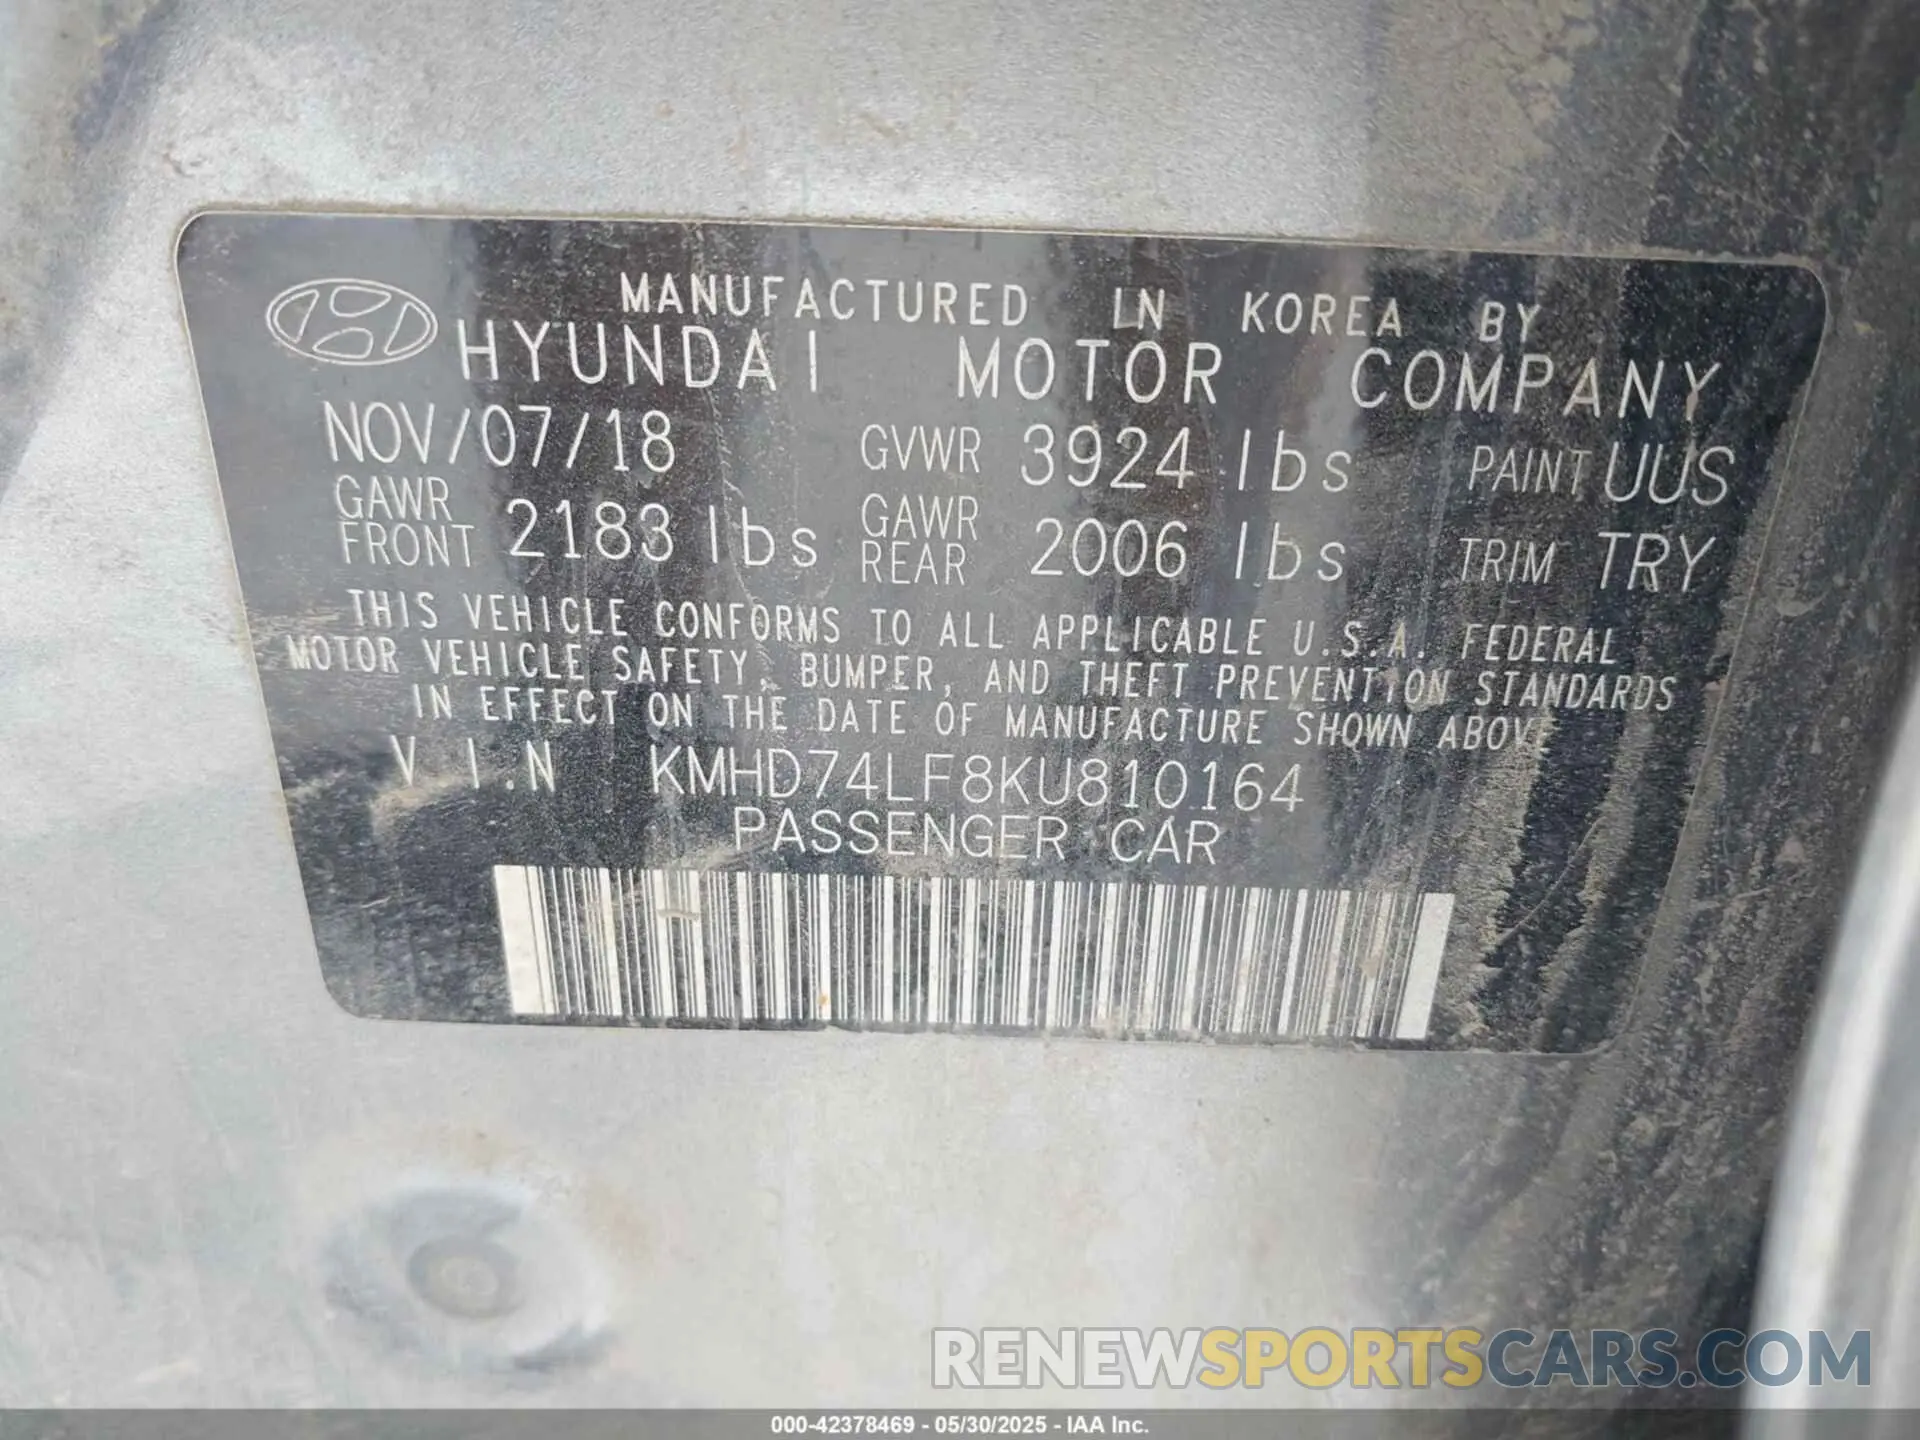 MANUFACTURED IN KOREA BY
HYUNDAI MOTOR COMPANY
NOV/07/18 GVWR 3924 lbs PAINT UUS
GAWR FRONT 2183 lbs GAWR REAR 2006 lbs TRIM TRY
THIS VEHICLE CONFORMS TO ALL APPLICABLE U.S.A. FEDERAL
MOTOR VEHICLE SAFETY, BUMPER, AND THEFT PREVENTION STANDARDS
IN EFFECT ON THE DATE OF MANUFACTURE SHOWN ABOVE
V.I.N KMHD74LF8KU810164
PASSENGER CAR
RENEWSPORTSCARS.COM
000-42378469 - 05/30/2025 - IAA Inc.